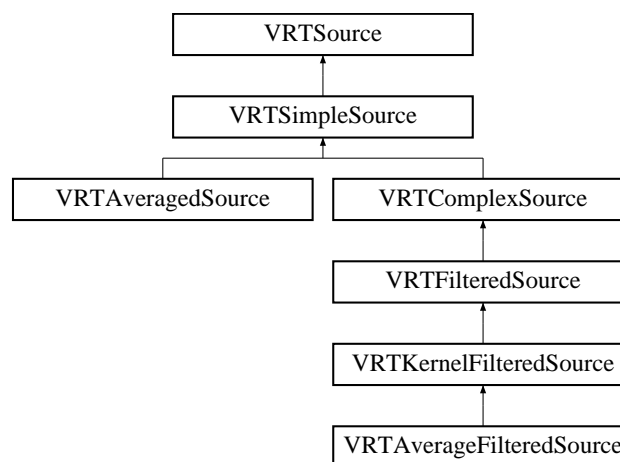 VRTSource
VRTSimpleSource
VRTAveragedSource
VRTComplexSource
VRTFilteredSource
VRTKernelFilteredSource
VRTAverageFilteredSource